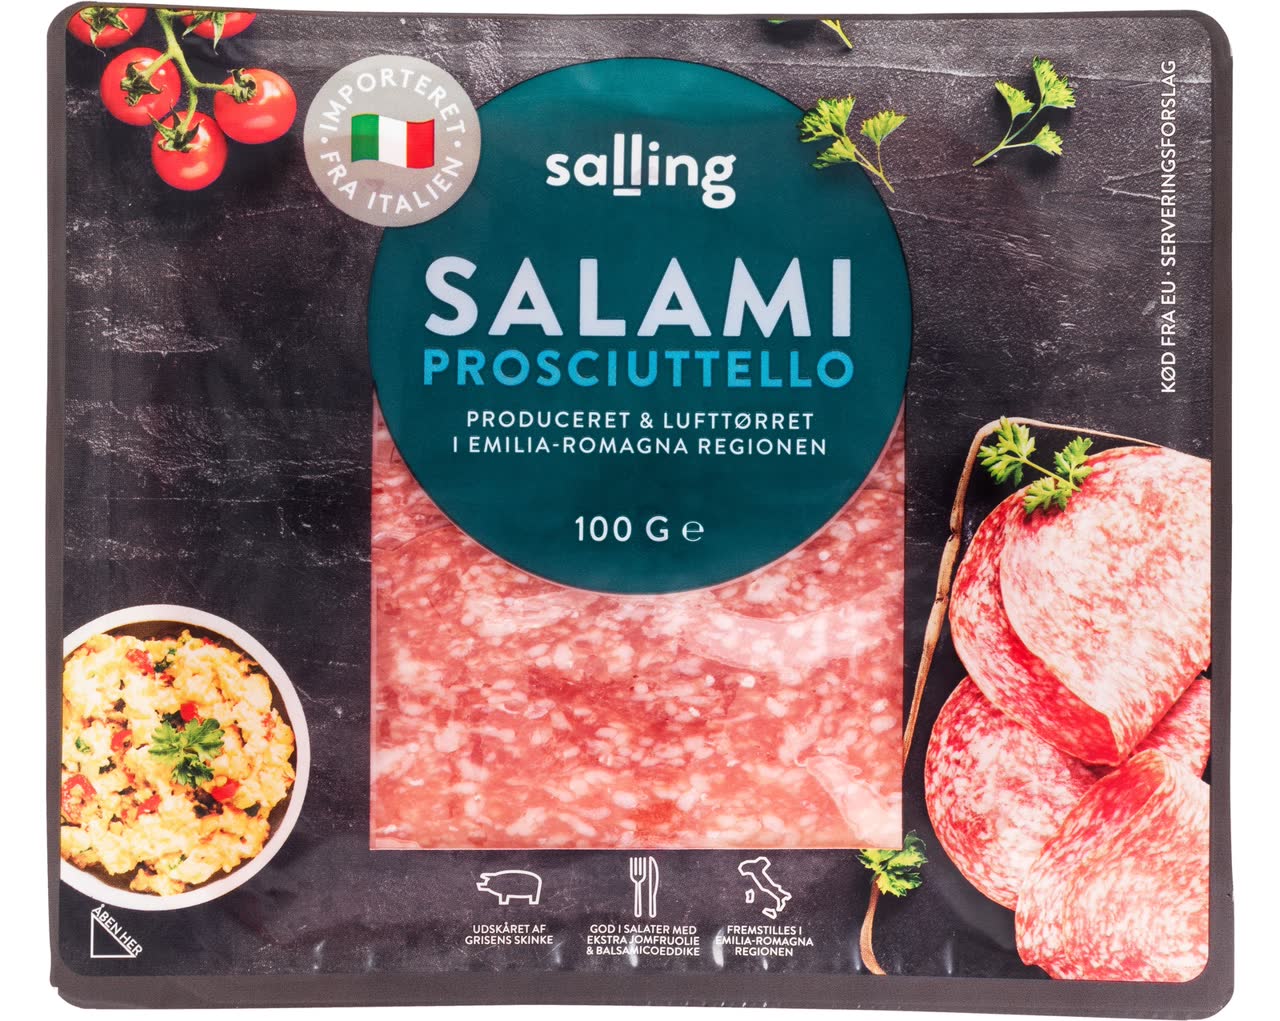 IMPORTERET
FRA ITALIEN
salling
SALAMI
PROSCIUTTELLO
PRODUCERET & LUFTTØRRET
I EMILIA-ROMAGNA REGIONEN
100 G ℮
KØD FRA EU · SERVERINGSFORSLAG
UDSKÅRET AF
GRISENS SKINKE
GOD I SALATER MED
EKSTRA JOMFRUOLIE
& BALSAMICOEDDIKE
FREMSTILLES I
EMILIA-ROMAGNA
REGIONEN
ÅBEN HER